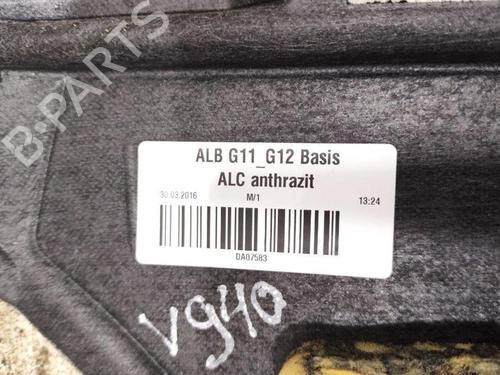 B-PARTS
ALB G11_G12 Basis
ALC anthrazit
30.03.2016 M/1 13:24
DA07583
V940